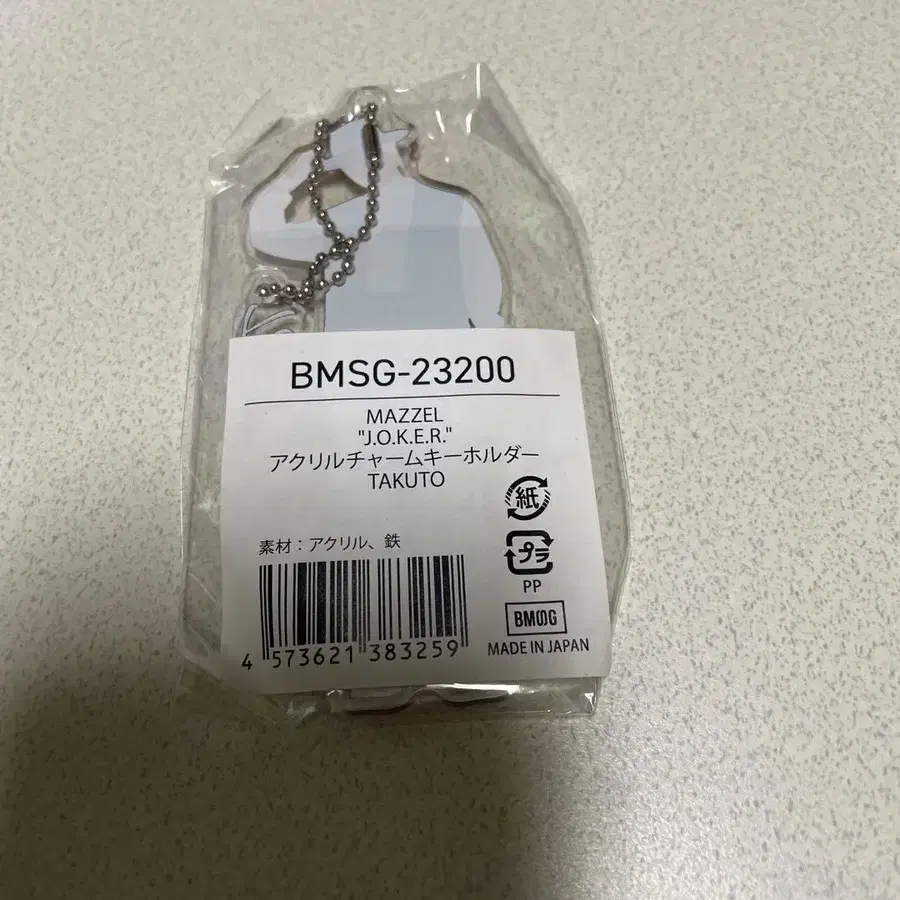 BMSG-23200
MAZZEL
"J.O.K.E.R."
アクリルチャームキーホルダー
TAKUTO
紙
プラ
PP
素材：アクリル、鉄
4 573621 383259
BMSG
MADE IN JAPAN